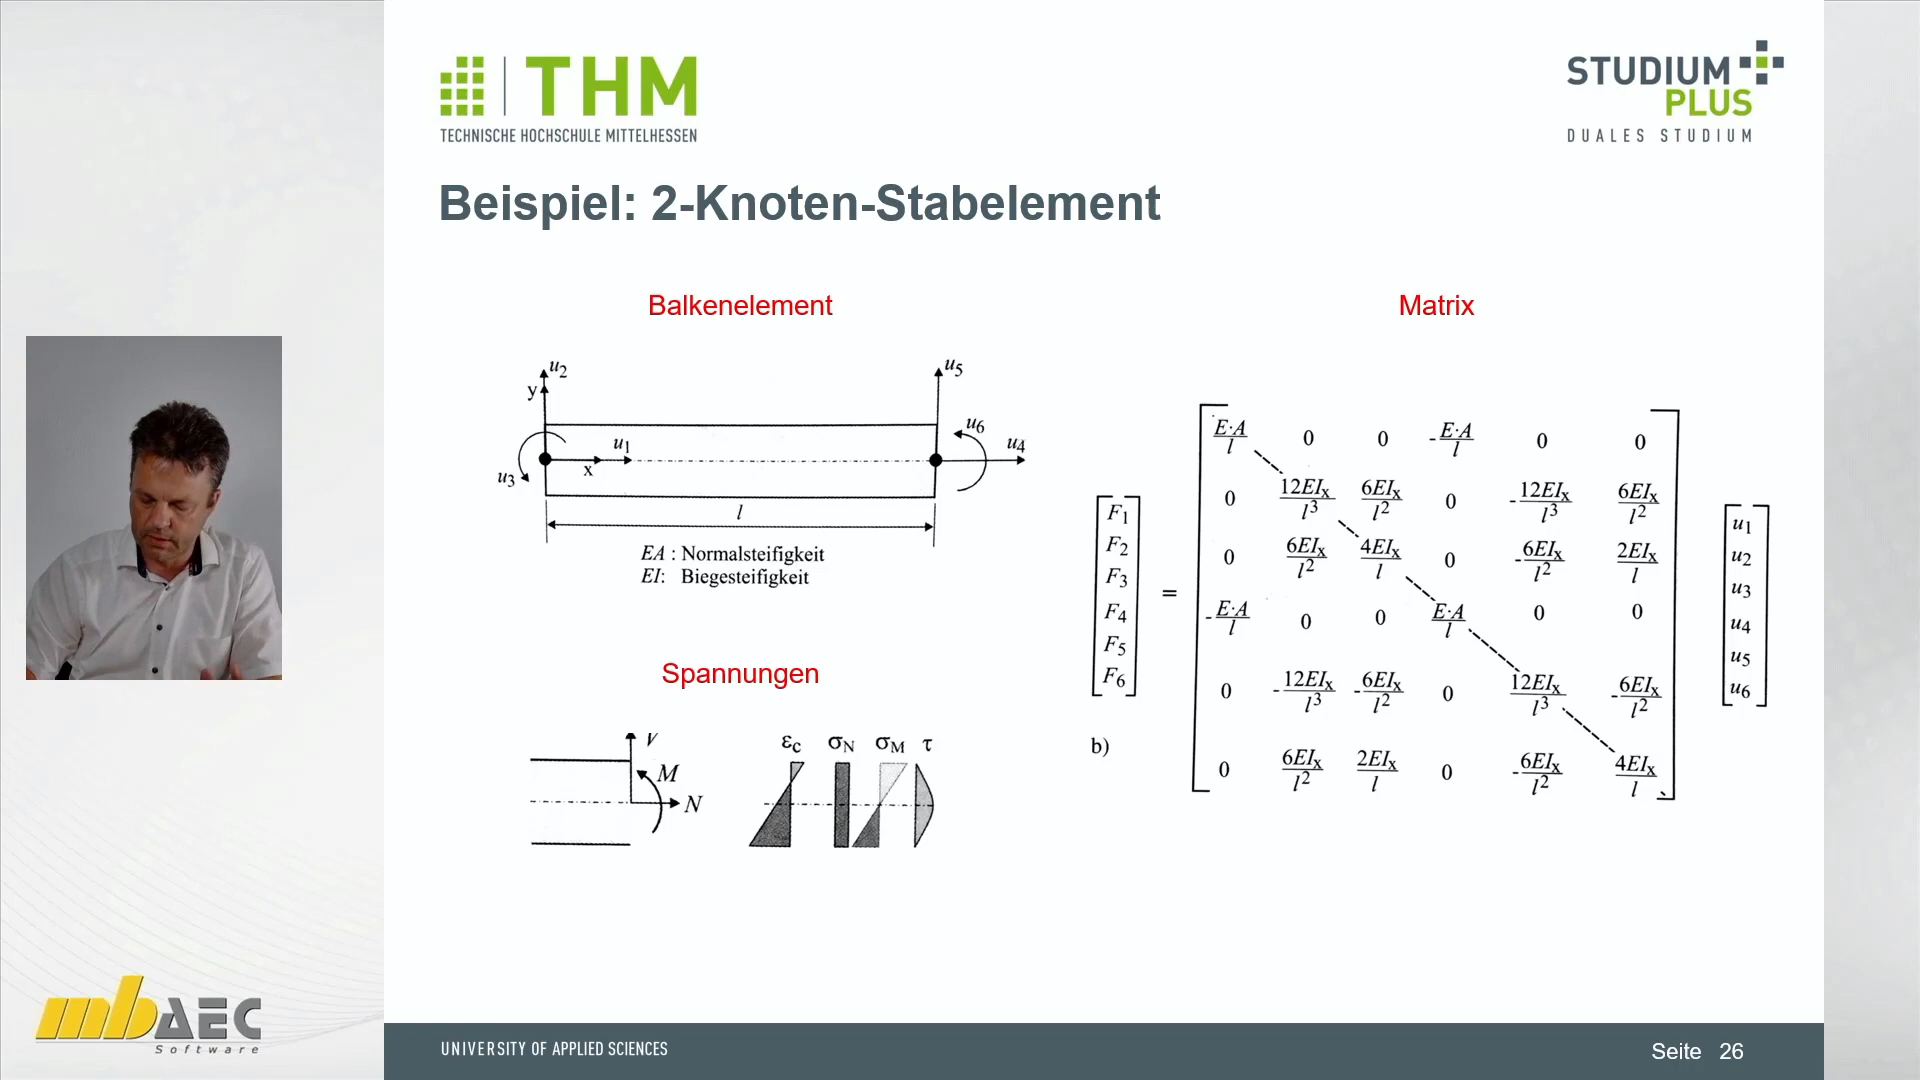 THM
TECHNISCHE HOCHSCHULE MITTELHESSEN
STUDIUM
PLUS
DUALES STUDIUM
Beispiel: 2-Knoten-Stabelement
Balkenelement
u2
y
u1
x
u3
u5
u6
u4
l
EA : Normalsteifigkeit
EI: Biegesteifigkeit
Spannungen
V
M
N
εc σN σM τ
Matrix
F1
F2
F3
F4
F5
F6
=
E·A/l 0 0 -E·A/l 0 0
0 12EIx/l³ 6EIx/l² 0 -12EIx/l³ 6EIx/l²
0 6EIx/l² 4EIx/l 0 -6EIx/l² 2EIx/l
-E·A/l 0 0 E·A/l 0 0
0 -12EIx/l³ -6EIx/l² 0 12EIx/l³ -6EIx/l²
0 6EIx/l² 2EIx/l 0 -6EIx/l² 4EIx/l
u1
u2
u3
u4
u5
u6
b)
mbAEC
Software
UNIVERSITY OF APPLIED SCIENCES
Seite 26